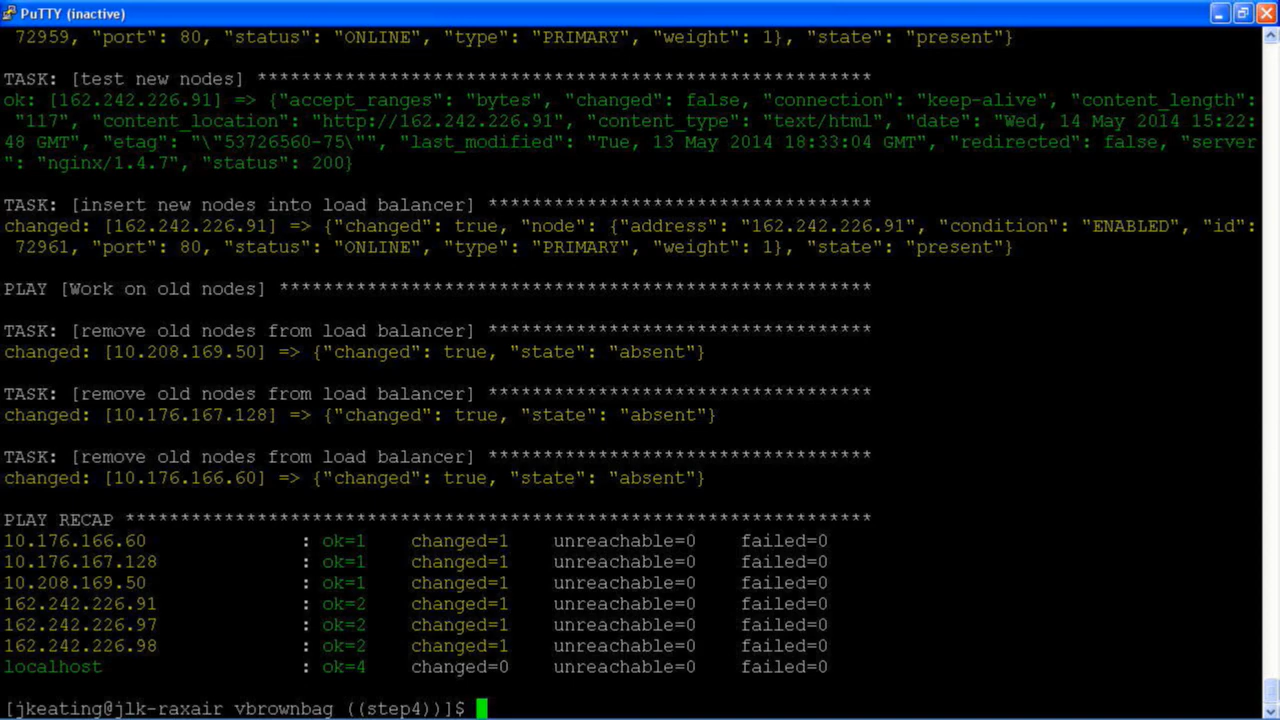 PuTTY (inactive)
72959, "port": 80, "status": "ONLINE", "type": "PRIMARY", "weight": 1}, "state": "present"}
TASK: [test new nodes] **********************************************************
ok: [162.242.226.91] => {"accept_ranges": "bytes", "changed": false, "connection": "keep-alive", "content_length":
"117", "content_location": "http://162.242.226.91", "content_type": "text/html", "date": "Wed, 14 May 2014 15:22:
48 GMT", "etag": "\"53726560-75\"", "last_modified": "Tue, 13 May 2014 18:33:04 GMT", "redirected": false, "server
": "nginx/1.4.7", "status": 200}
TASK: [insert new nodes into load balancer] ***********************************
changed: [162.242.226.91] => {"changed": true, "node": {"address": "162.242.226.91", "condition": "ENABLED", "id":
72961, "port": 80, "status": "ONLINE", "type": "PRIMARY", "weight": 1}, "state": "present"}
PLAY [Work on old nodes] ******************************************************
TASK: [remove old nodes from load balancer] ***********************************
changed: [10.208.169.50] => {"changed": true, "state": "absent"}
TASK: [remove old nodes from load balancer] ***********************************
changed: [10.176.167.128] => {"changed": true, "state": "absent"}
TASK: [remove old nodes from load balancer] ***********************************
changed: [10.176.166.60] => {"changed": true, "state": "absent"}
PLAY RECAP ********************************************************************
10.176.166.60 : ok=1 changed=1 unreachable=0 failed=0
10.176.167.128 : ok=1 changed=1 unreachable=0 failed=0
10.208.169.50 : ok=1 changed=1 unreachable=0 failed=0
162.242.226.91 : ok=2 changed=1 unreachable=0 failed=0
162.242.226.97 : ok=2 changed=1 unreachable=0 failed=0
162.242.226.98 : ok=2 changed=1 unreachable=0 failed=0
localhost : ok=4 changed=0 unreachable=0 failed=0
[jkeating@jlk-raxair vbrownbag ((step4))]$